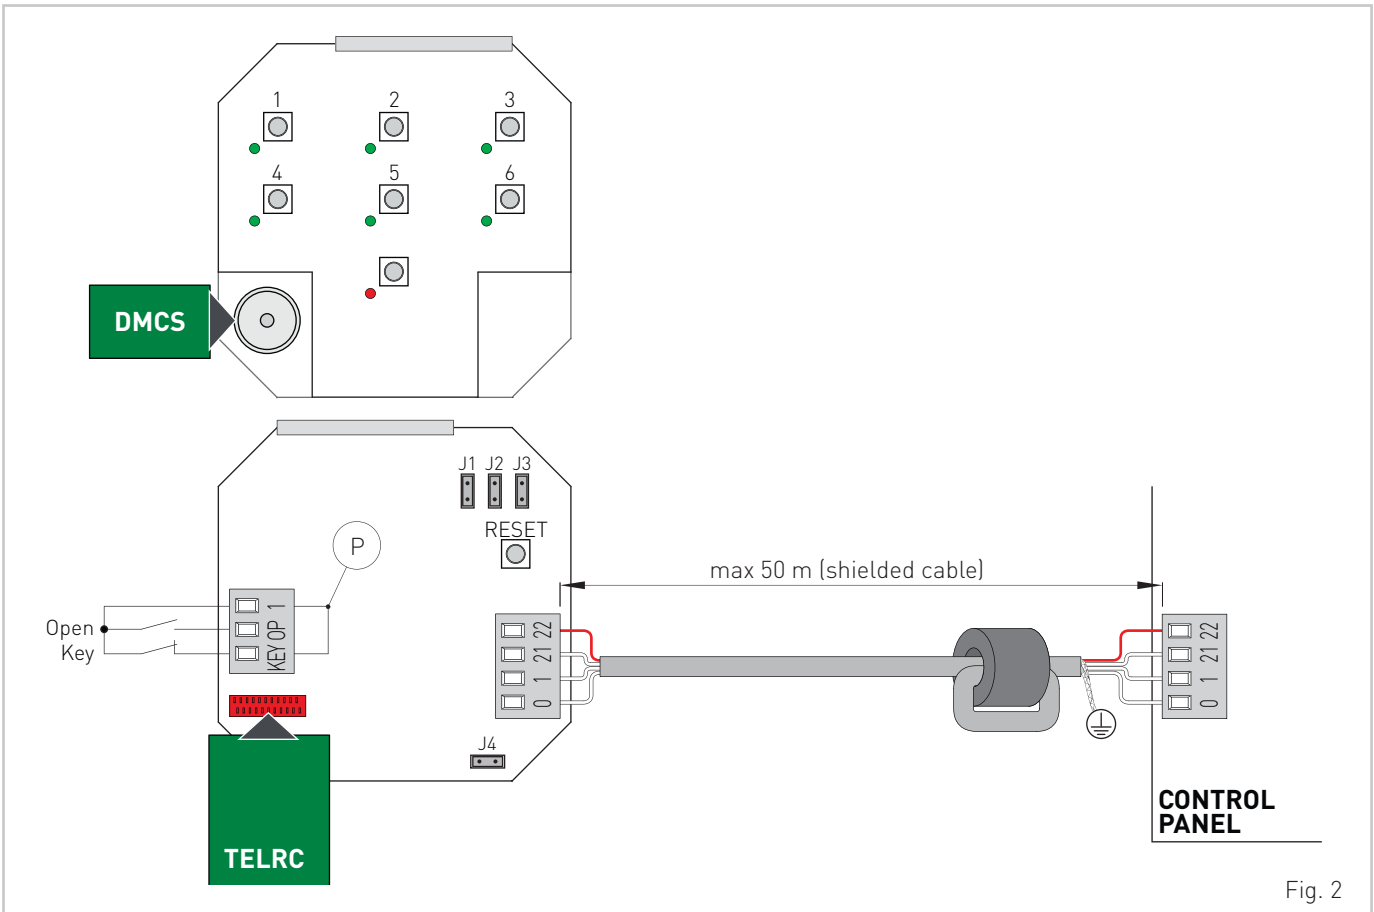 1 2 3
4 5 6
DMCS
J1 J2 J3
RESET
P
max 50 m (shielded cable)
Open
Key
1
OP
KEY
22
21
1
0
22
21
1
0
J4
TELRC
CONTROL
PANEL
Fig. 2